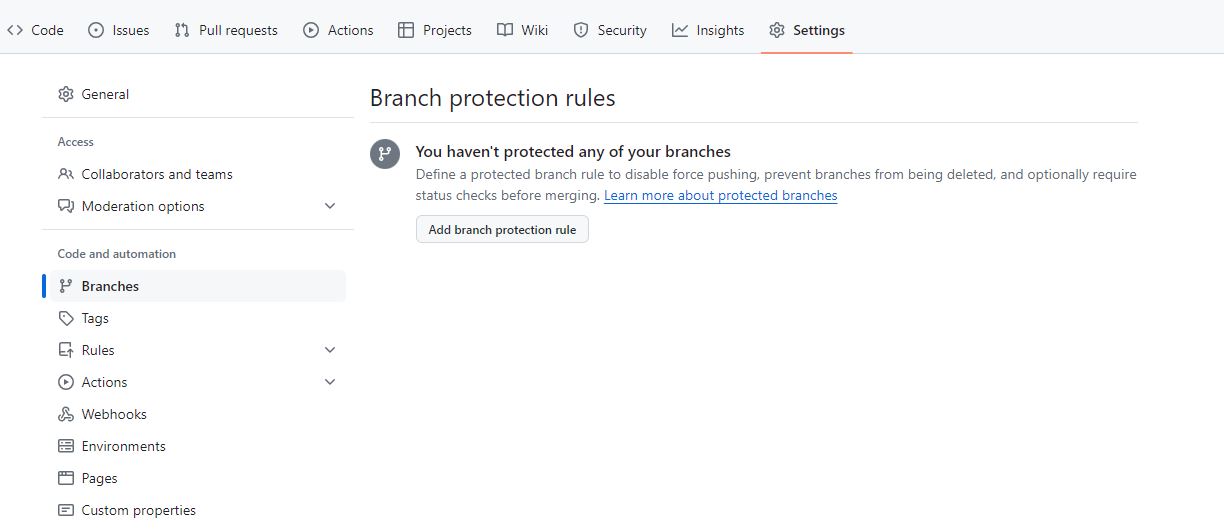 Code Issues Pull requests Actions Projects Wiki Security Insights Settings
General
Access
Collaborators and teams
Moderation options
Code and automation
Branches
Tags
Rules
Actions
Webhooks
Environments
Pages
Custom properties
Branch protection rules
You haven't protected any of your branches
Define a protected branch rule to disable force pushing, prevent branches from being deleted, and optionally require
status checks before merging. Learn more about protected branches
Add branch protection rule